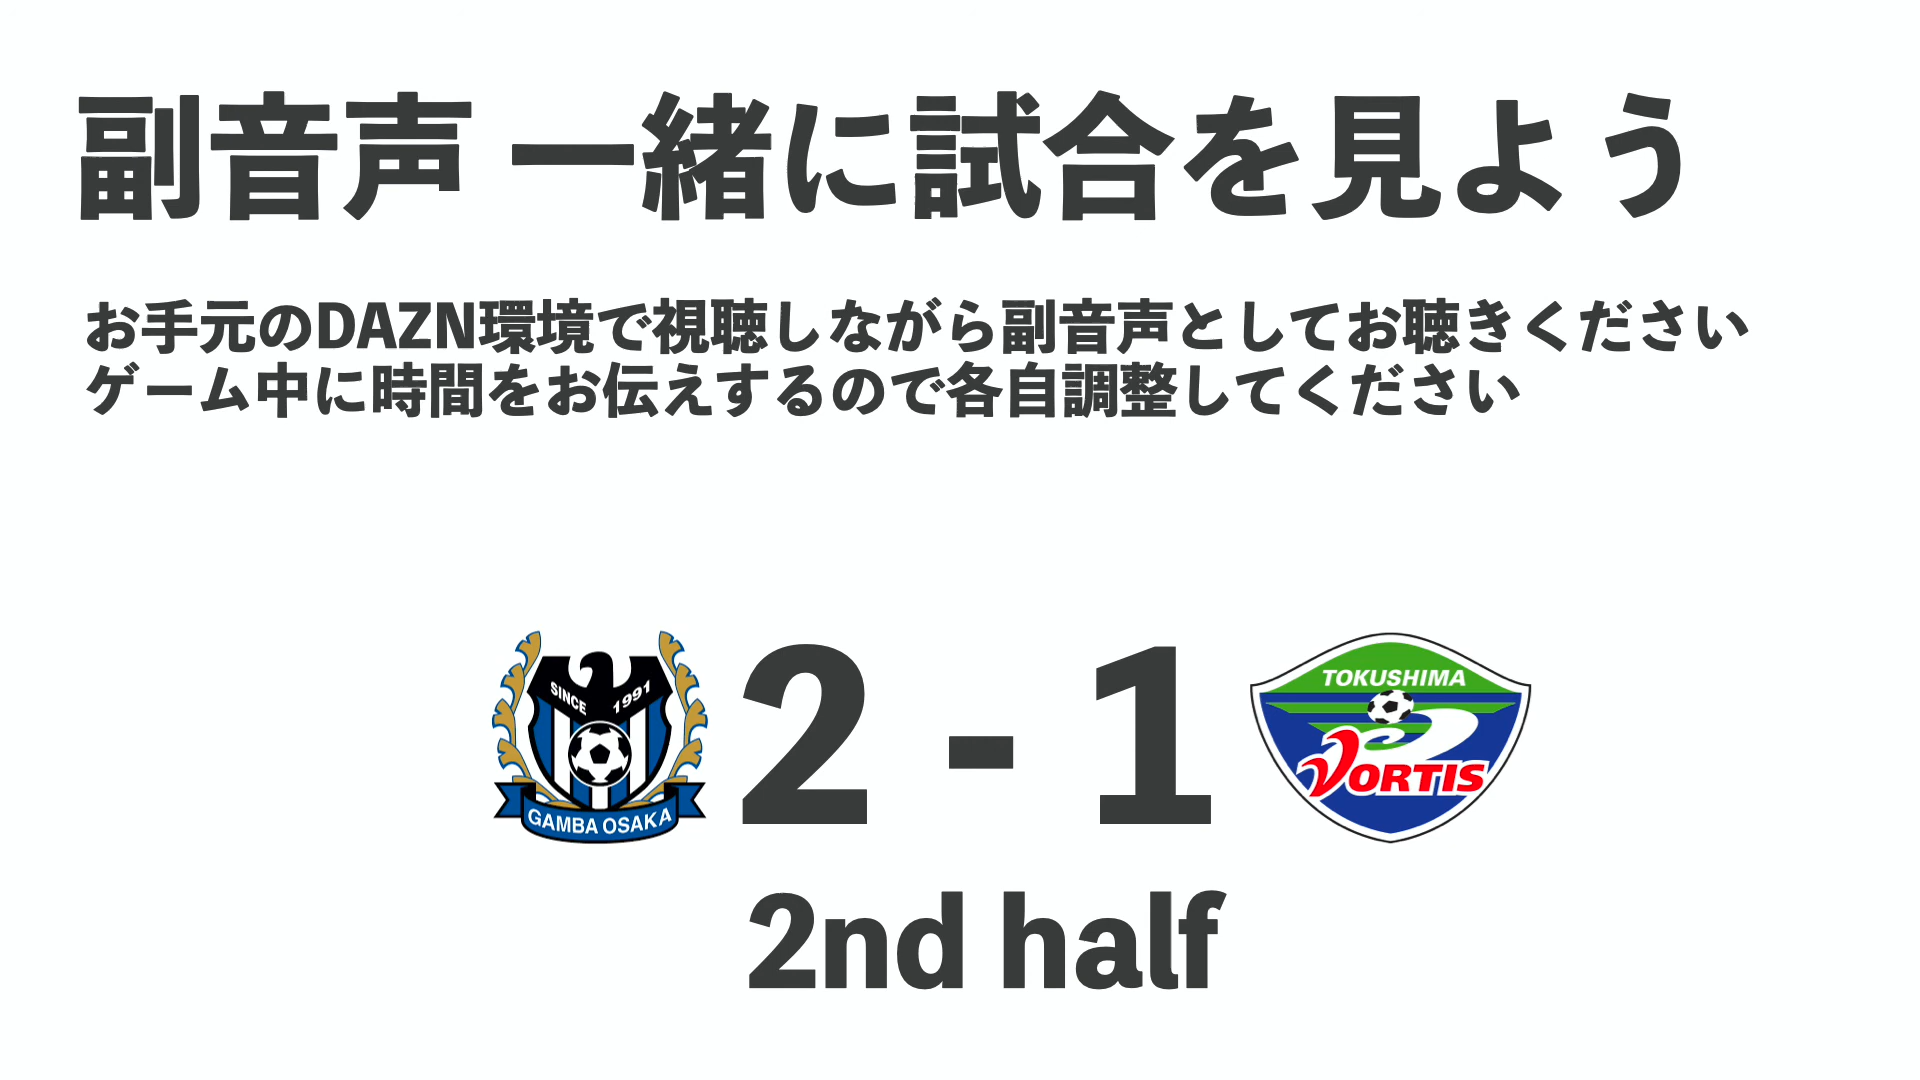 副音声 一緒に試合を見よう
お手元のDAZN環境で視聴しながら副音声としてお聴きください
ゲーム中に時間をお伝えするので各自調整してください
SINCE 1991
GAMBA OSAKA
2 - 1
TOKUSHIMA
VORTIS
2nd half